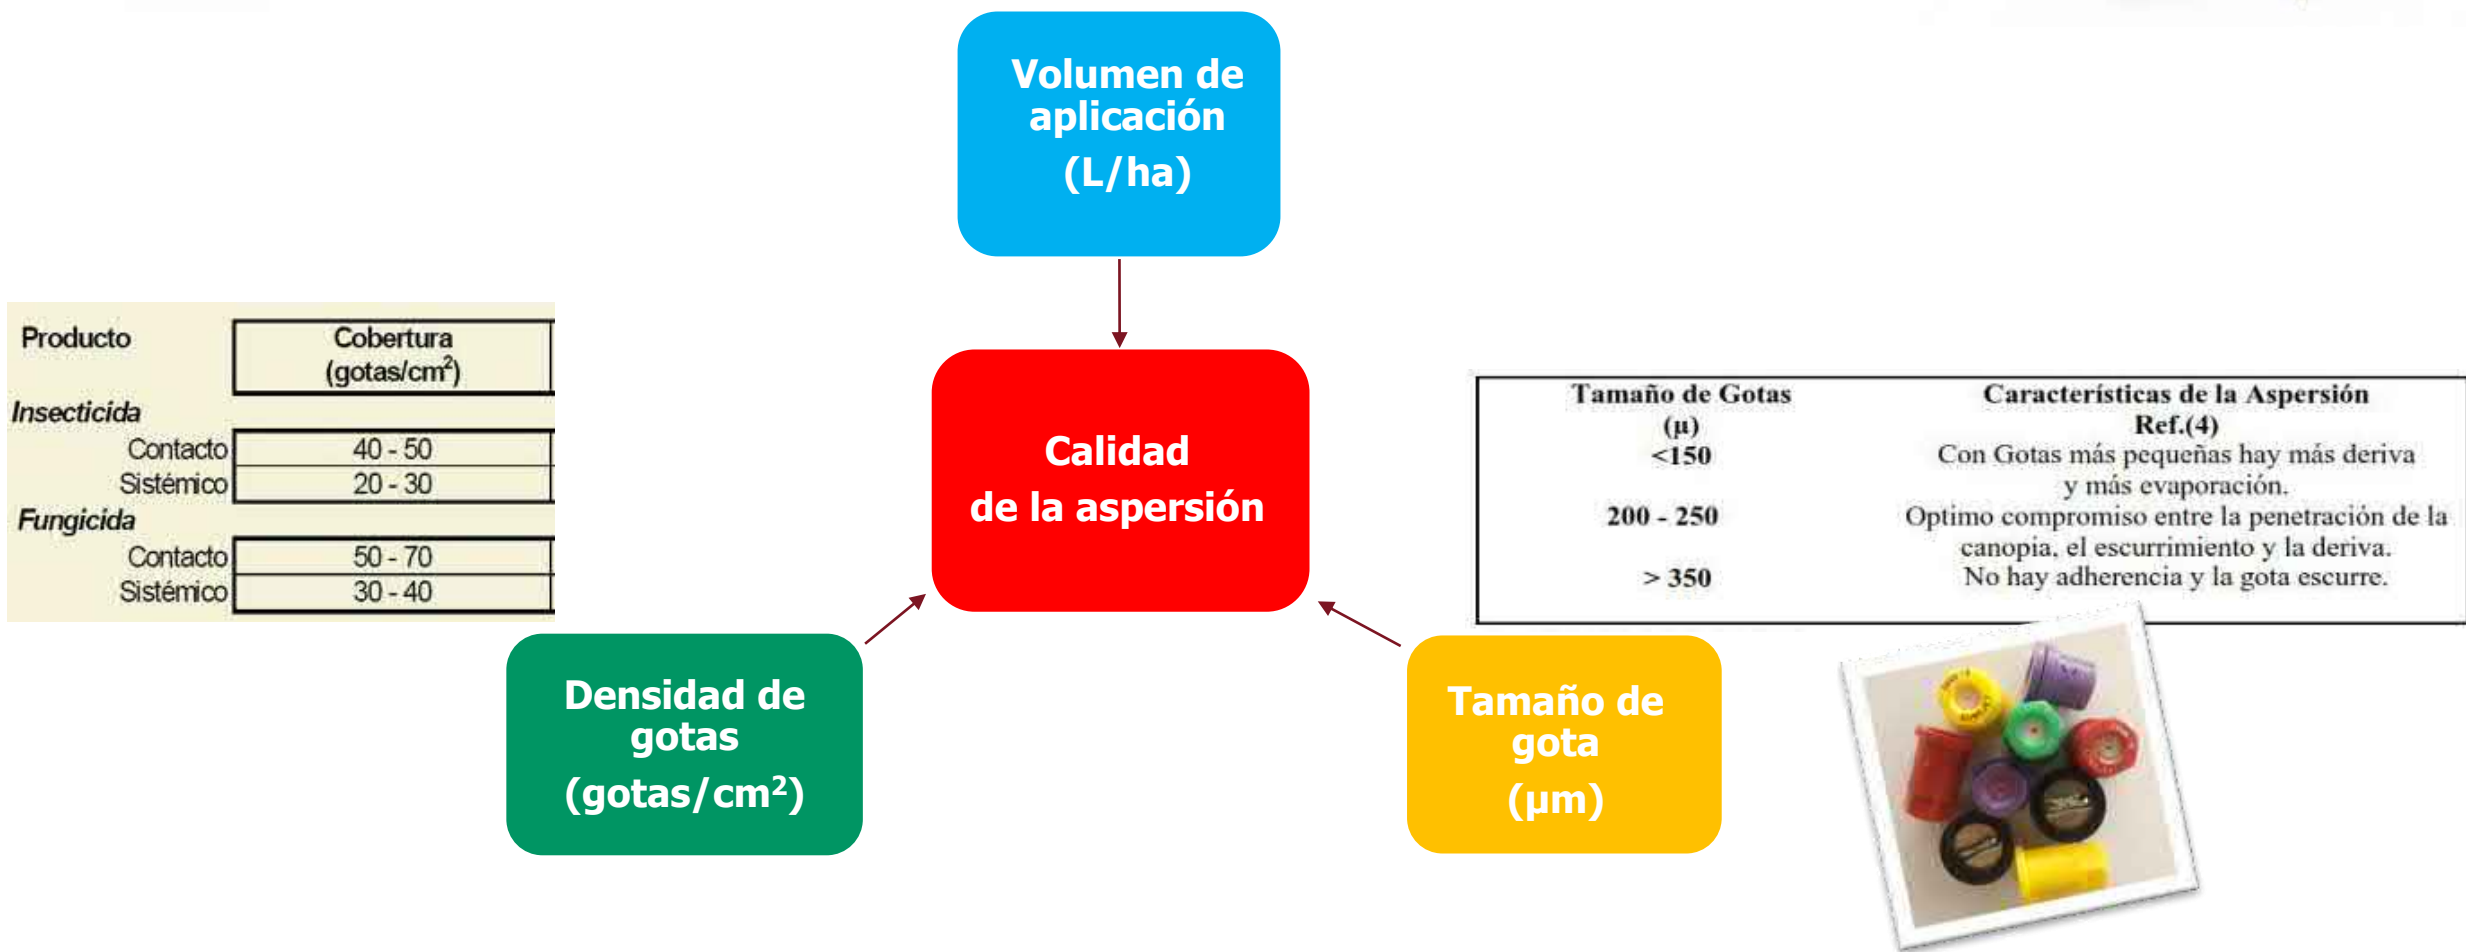 Volumen de
aplicación
(L/ha)
Producto
Cobertura
(gotas/cm²)
Insecticida
Contacto 40 - 50
Sistémico 20 - 30
Fungicida
Contacto 50 - 70
Sistémico 30 - 40
Calidad
de la aspersión
Tamaño de Gotas Características de la Aspersión
(µ) Ref.(4)
<150 Con Gotas más pequeñas hay más deriva
y más evaporación.
200 - 250 Optimo compromiso entre la penetración de la
canopia, el escurrimiento y la deriva.
> 350 No hay adherencia y la gota escurre.
Densidad de
gotas
(gotas/cm²)
Tamaño de
gota
(µm)